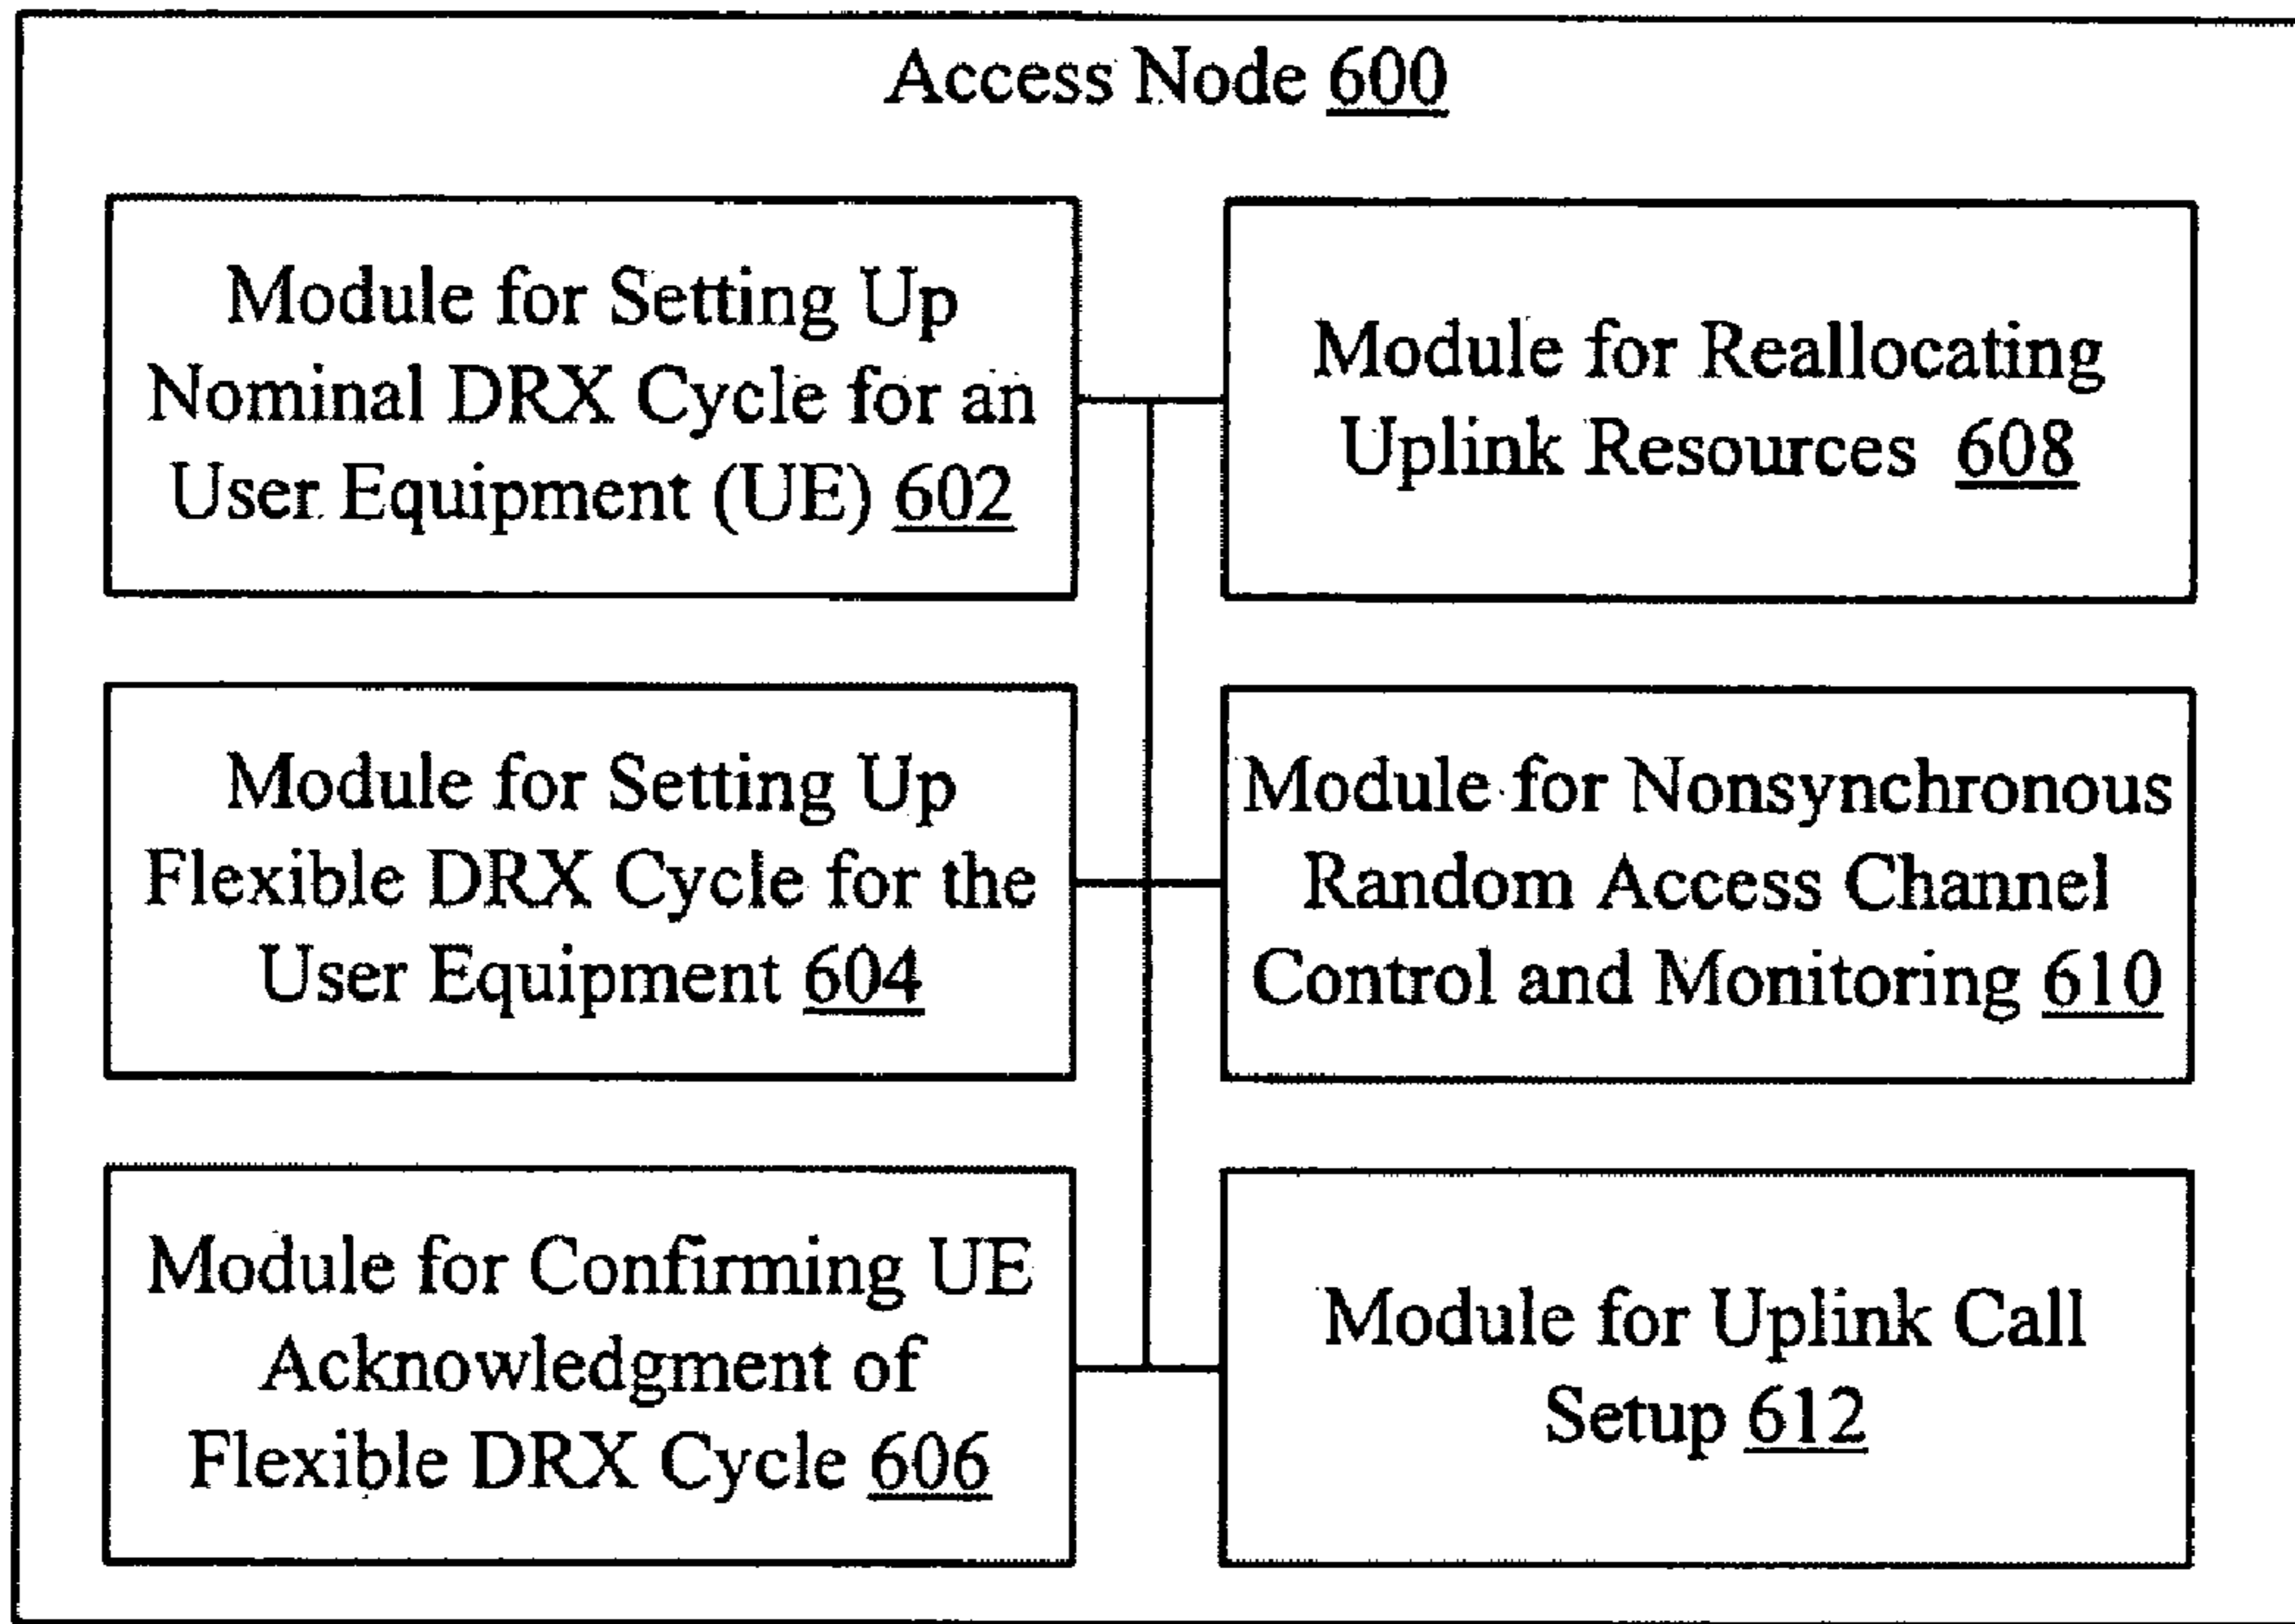 Access Node 600
Module for Setting Up
Nominal DRX Cycle for an
User Equipment (UE) 602
Module for Reallocating
Uplink Resources 608
Module for Setting Up
Flexible DRX Cycle for the
User Equipment 604
Module for Nonsynchronous
Random Access Channel
Control and Monitoring 610
Module for Confirming UE
Acknowledgment of
Flexible DRX Cycle 606
Module for Uplink Call
Setup 612